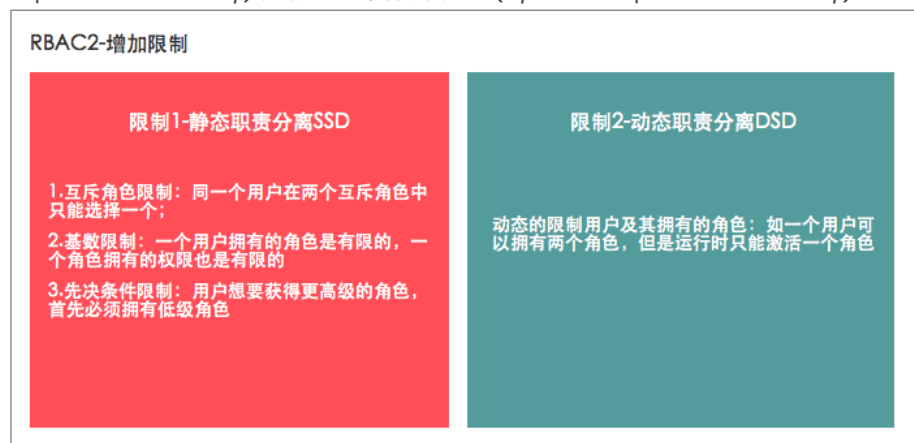 RBAC2-增加限制
限制1-静态职责分离SSD
1.互斥角色限制：同一个用户在两个互斥角色中
只能选择一个；
2.基数限制：一个用户拥有的角色是有限的，一
个角色拥有的权限也是有限的
3.先决条件限制：用户想要获得更高级的角色，
首先必须拥有低级角色
限制2-动态职责分离DSD
动态的限制用户及其拥有的角色：如一个用户可
以拥有两个角色，但是运行时只能激活一个角色